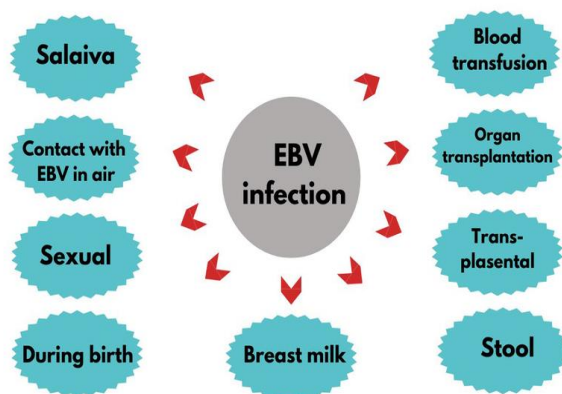 Salaiva
Contact with
EBV in air
Sexual
During birth
EBV
infection
Breast milk
Blood
transfusion
Organ
transplantation
Trans-
plasental
Stool